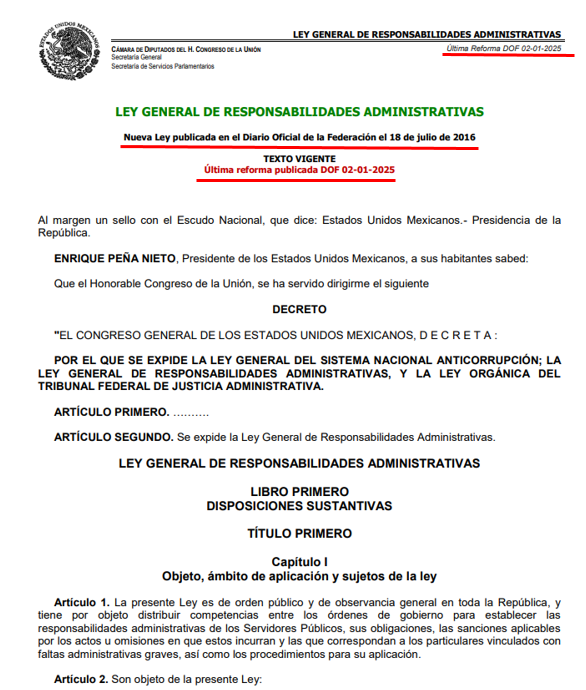 LEY GENERAL DE RESPONSABILIDADES ADMINISTRATIVAS
ESTADOS UNIDOS MEXICANOS
CÁMARA DE DIPUTADOS DEL H. CONGRESO DE LA UNIÓN
Secretaría General
Secretaría de Servicios Parlamentarios
Última Reforma DOF 02-01-2025
LEY GENERAL DE RESPONSABILIDADES ADMINISTRATIVAS
Nueva Ley publicada en el Diario Oficial de la Federación el 18 de julio de 2016
TEXTO VIGENTE
Última reforma publicada DOF 02-01-2025
Al margen un sello con el Escudo Nacional, que dice: Estados Unidos Mexicanos.- Presidencia de la
República.
ENRIQUE PEÑA NIETO, Presidente de los Estados Unidos Mexicanos, a sus habitantes sabed:
Que el Honorable Congreso de la Unión, se ha servido dirigirme el siguiente
DECRETO
"EL CONGRESO GENERAL DE LOS ESTADOS UNIDOS MEXICANOS, D E C R E T A :
POR EL QUE SE EXPIDE LA LEY GENERAL DEL SISTEMA NACIONAL ANTICORRUPCIÓN; LA
LEY GENERAL DE RESPONSABILIDADES ADMINISTRATIVAS, Y LA LEY ORGÁNICA DEL
TRIBUNAL FEDERAL DE JUSTICIA ADMINISTRATIVA.
ARTÍCULO PRIMERO. ..........
ARTÍCULO SEGUNDO. Se expide la Ley General de Responsabilidades Administrativas.
LEY GENERAL DE RESPONSABILIDADES ADMINISTRATIVAS
LIBRO PRIMERO
DISPOSICIONES SUSTANTIVAS
TÍTULO PRIMERO
Capítulo I
Objeto, ámbito de aplicación y sujetos de la ley
Artículo 1. La presente Ley es de orden público y de observancia general en toda la República, y
tiene por objeto distribuir competencias entre los órdenes de gobierno para establecer las
responsabilidades administrativas de los Servidores Públicos, sus obligaciones, las sanciones aplicables
por los actos u omisiones en que estos incurran y las que correspondan a los particulares vinculados con
faltas administrativas graves, así como los procedimientos para su aplicación.
Artículo 2. Son objeto de la presente Ley: